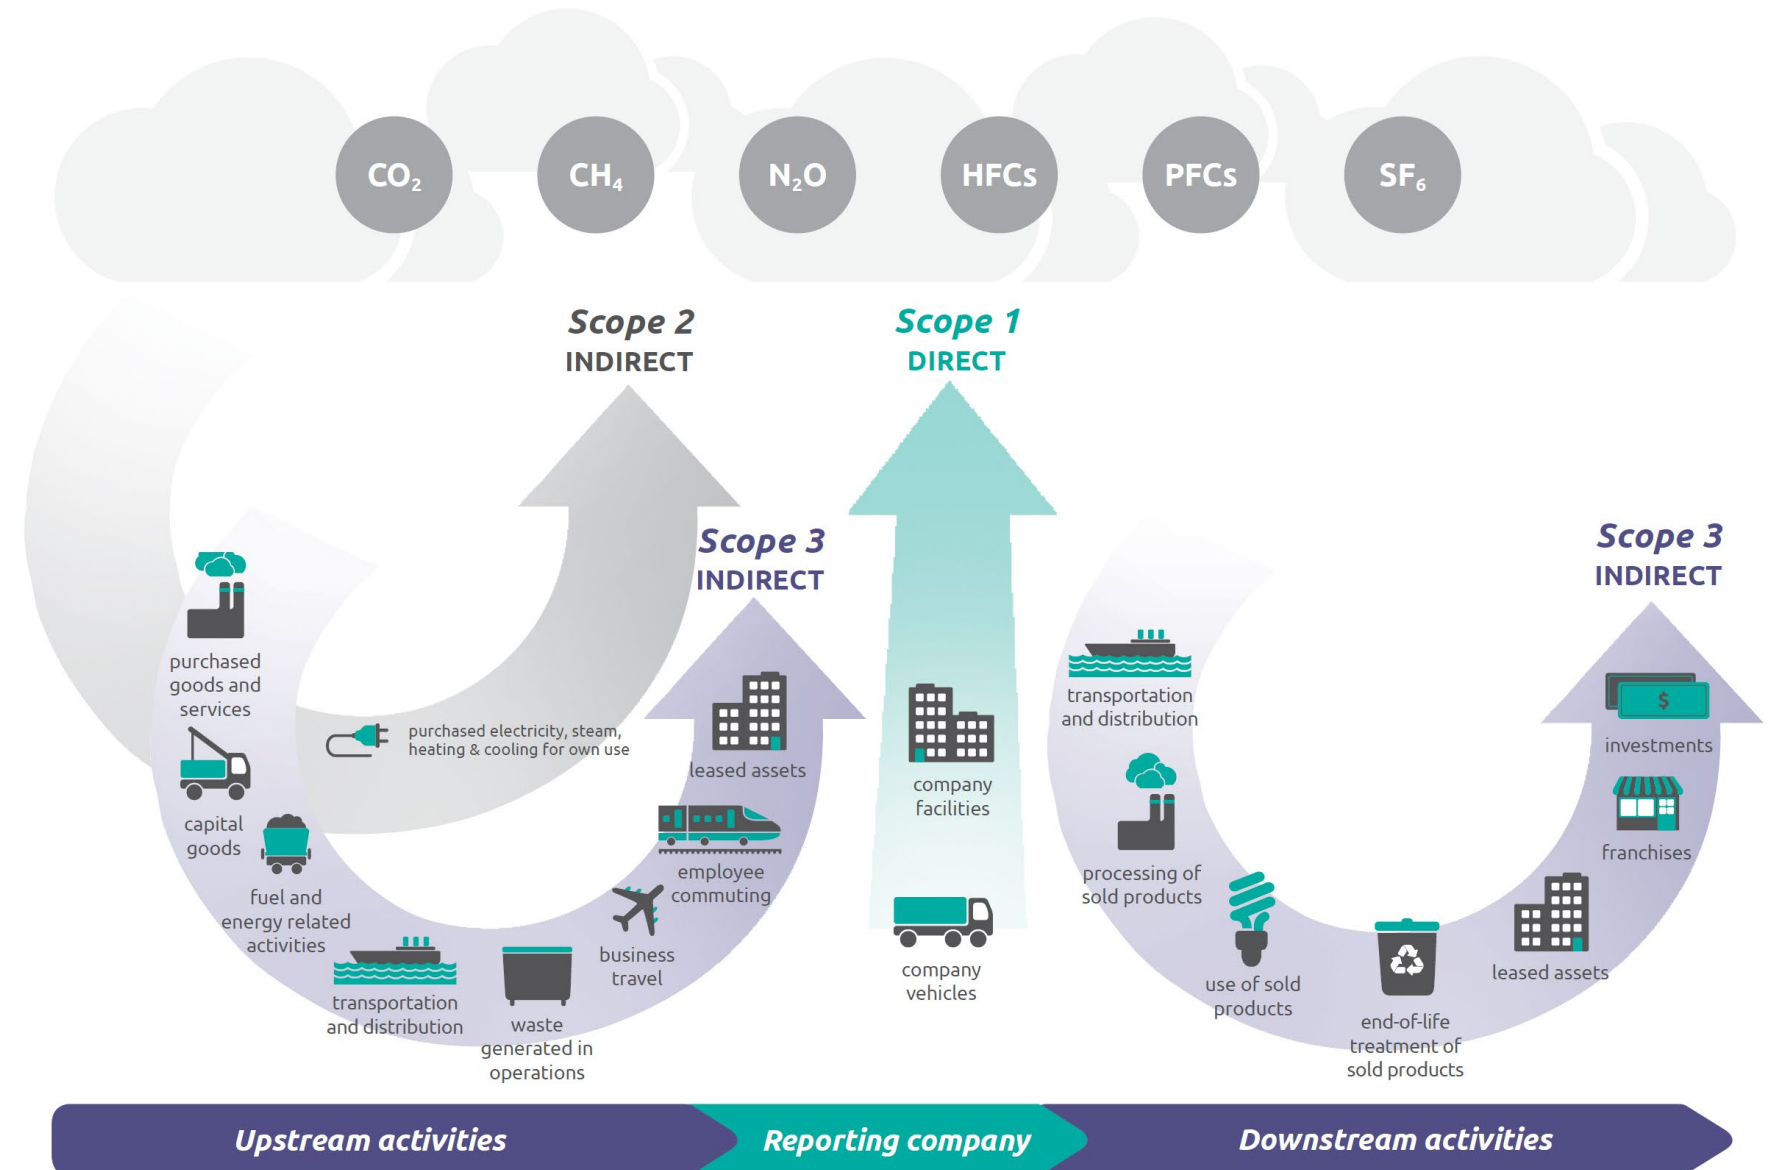 CO₂
CH₄
N₂O
HFCs
PFCs
SF₆
Scope 2
INDIRECT
Scope 1
DIRECT
Scope 3
INDIRECT
Scope 3
INDIRECT
purchased
goods and
services
capital
goods
fuel and
energy related
activities
transportation
and distribution
waste
generated in
operations
business
travel
employee
commuting
leased assets
purchased electricity, steam,
heating & cooling for own use
company
facilities
company
vehicles
transportation
and distribution
processing of
sold products
use of sold
products
end-of-life
treatment of
sold products
leased assets
franchises
investments
$
Upstream activities
Reporting company
Downstream activities